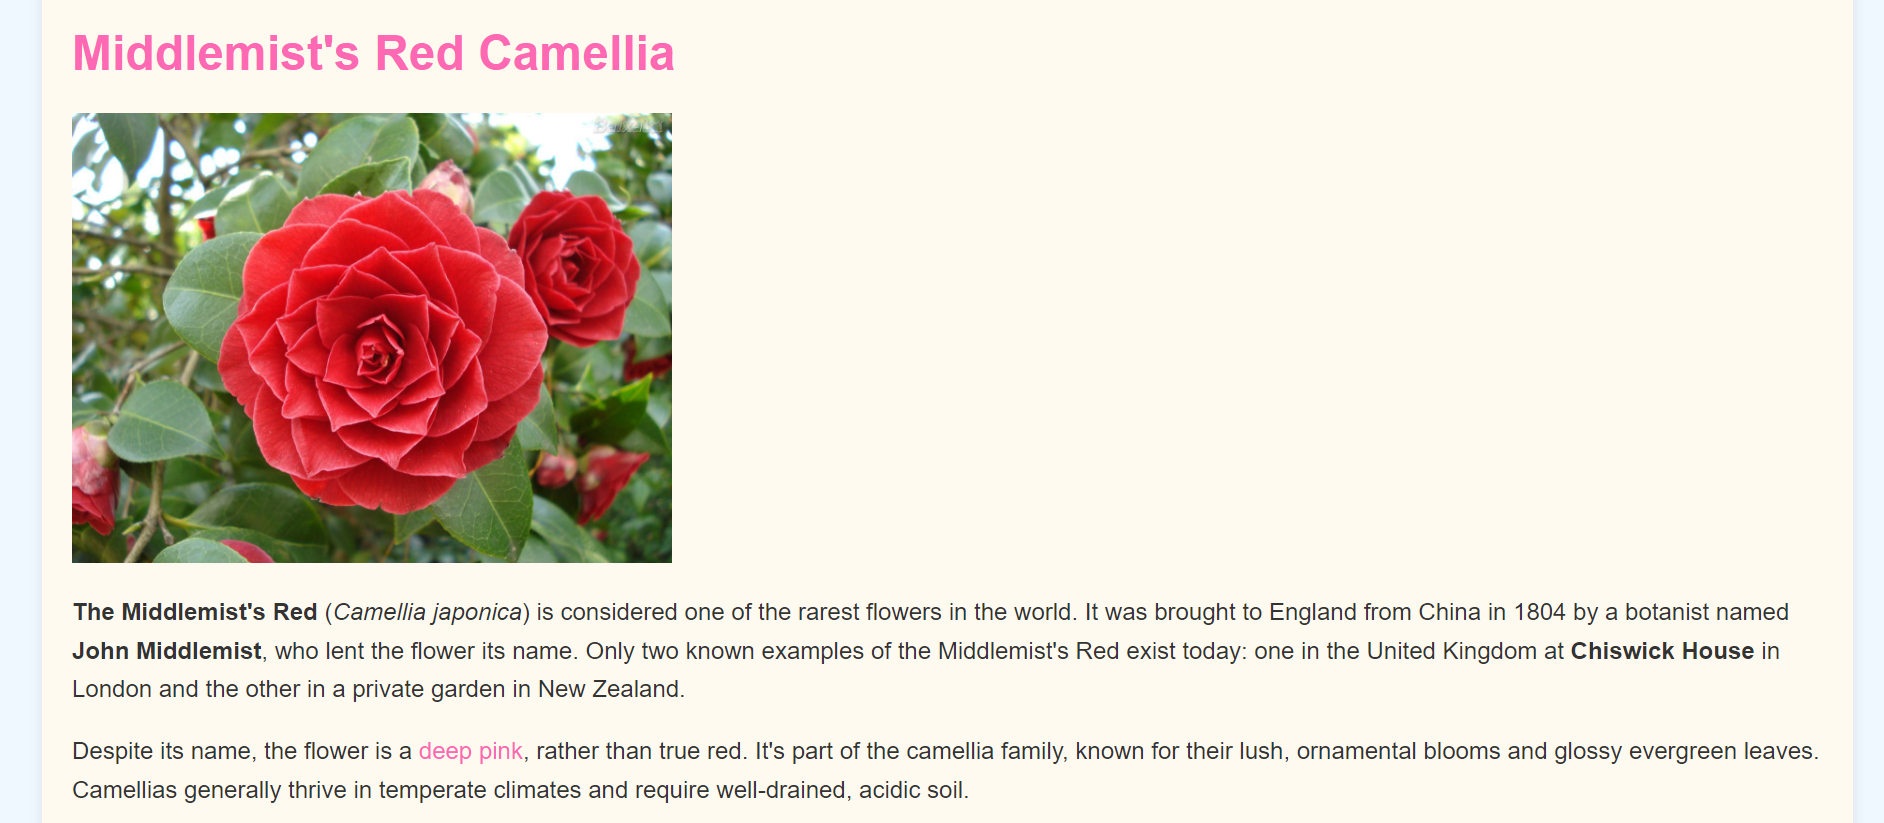 Middlemist's Red Camellia
The Middlemist's Red (Camellia japonica) is considered one of the rarest flowers in the world. It was brought to England from China in 1804 by a botanist named
John Middlemist, who lent the flower its name. Only two known examples of the Middlemist's Red exist today: one in the United Kingdom at Chiswick House in
London and the other in a private garden in New Zealand.
Despite its name, the flower is a deep pink, rather than true red. It's part of the camellia family, known for their lush, ornamental blooms and glossy evergreen leaves.
Camellias generally thrive in temperate climates and require well-drained, acidic soil.